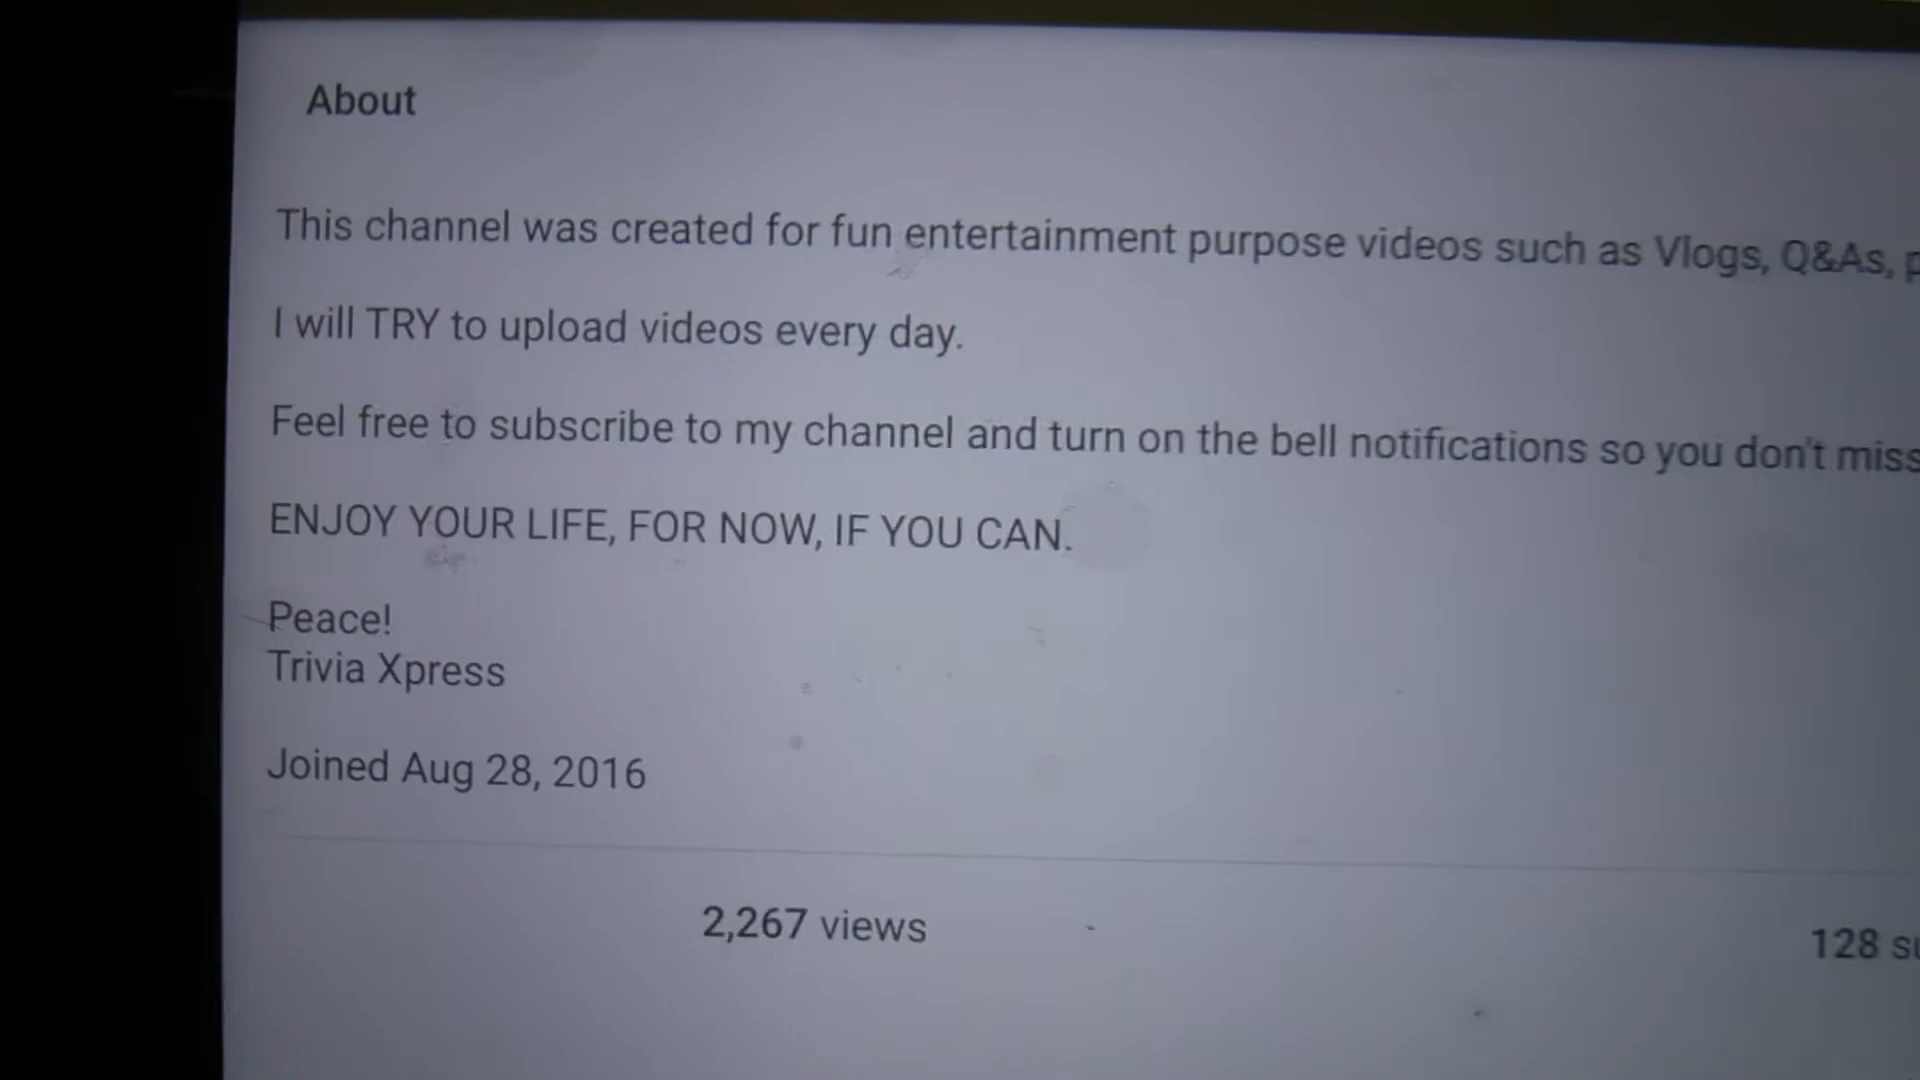 About
This channel was created for fun entertainment purpose videos such as Vlogs, Q&As,
I will TRY to upload videos every day.
Feel free to subscribe to my channel and turn on the bell notifications so you don't miss
ENJOY YOUR LIFE, FOR NOW, IF YOU CAN.
Peace!
Trivia Xpress
Joined Aug 28, 2016
2,267 views
128